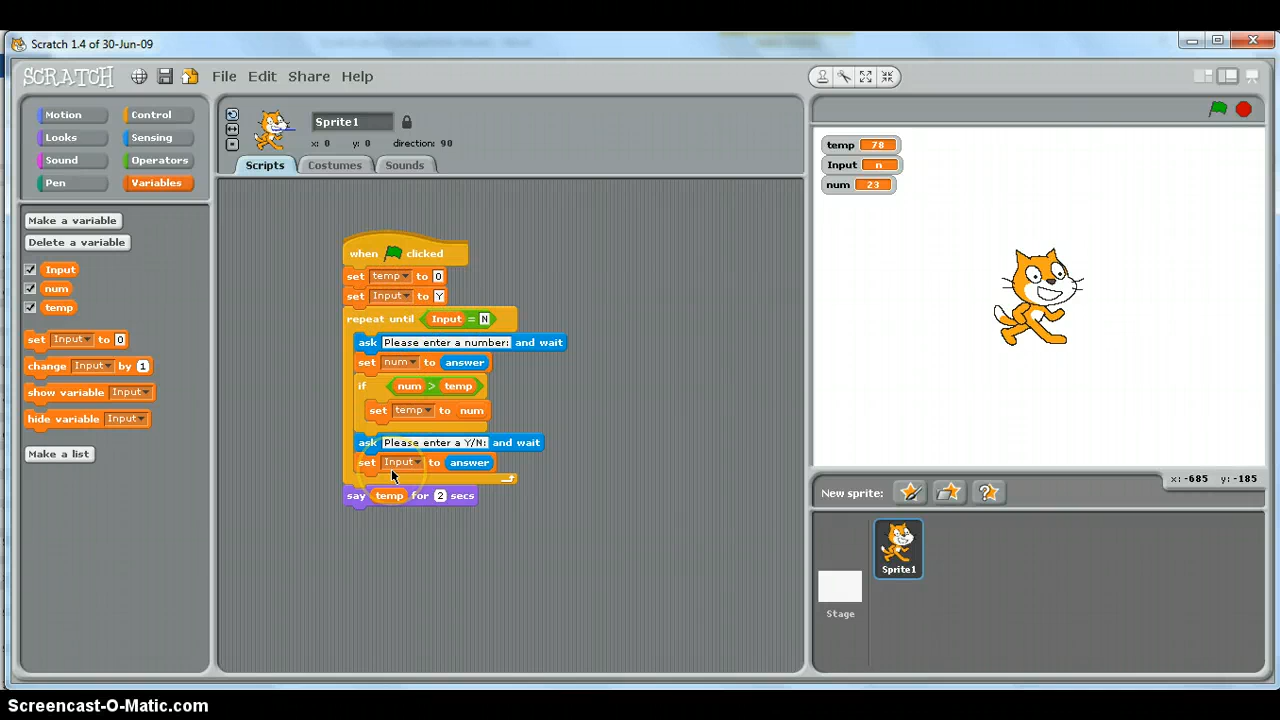 Scratch 1.4 of 30-Jun-09
SCRATCH File Edit Share Help
Motion Control
Looks Sensing
Sound Operators
Pen Variables
Make a variable
Delete a variable
Input
num
temp
set Input to 0
change Input by 1
show variable Input
hide variable Input
Make a list
Sprite1
x: 0 y: 0 direction: 90
Scripts Costumes Sounds
when clicked
set temp to 0
set Input to Y
repeat until Input = N
ask Please enter a number: and wait
set num to answer
if num > temp
set temp to num
ask Please enter a Y/N: and wait
set Input to answer
say temp for 2 secs
temp 78
Input n
num 23
x: -685 y: -185
New sprite:
Sprite1
Stage
Screencast-O-Matic.com